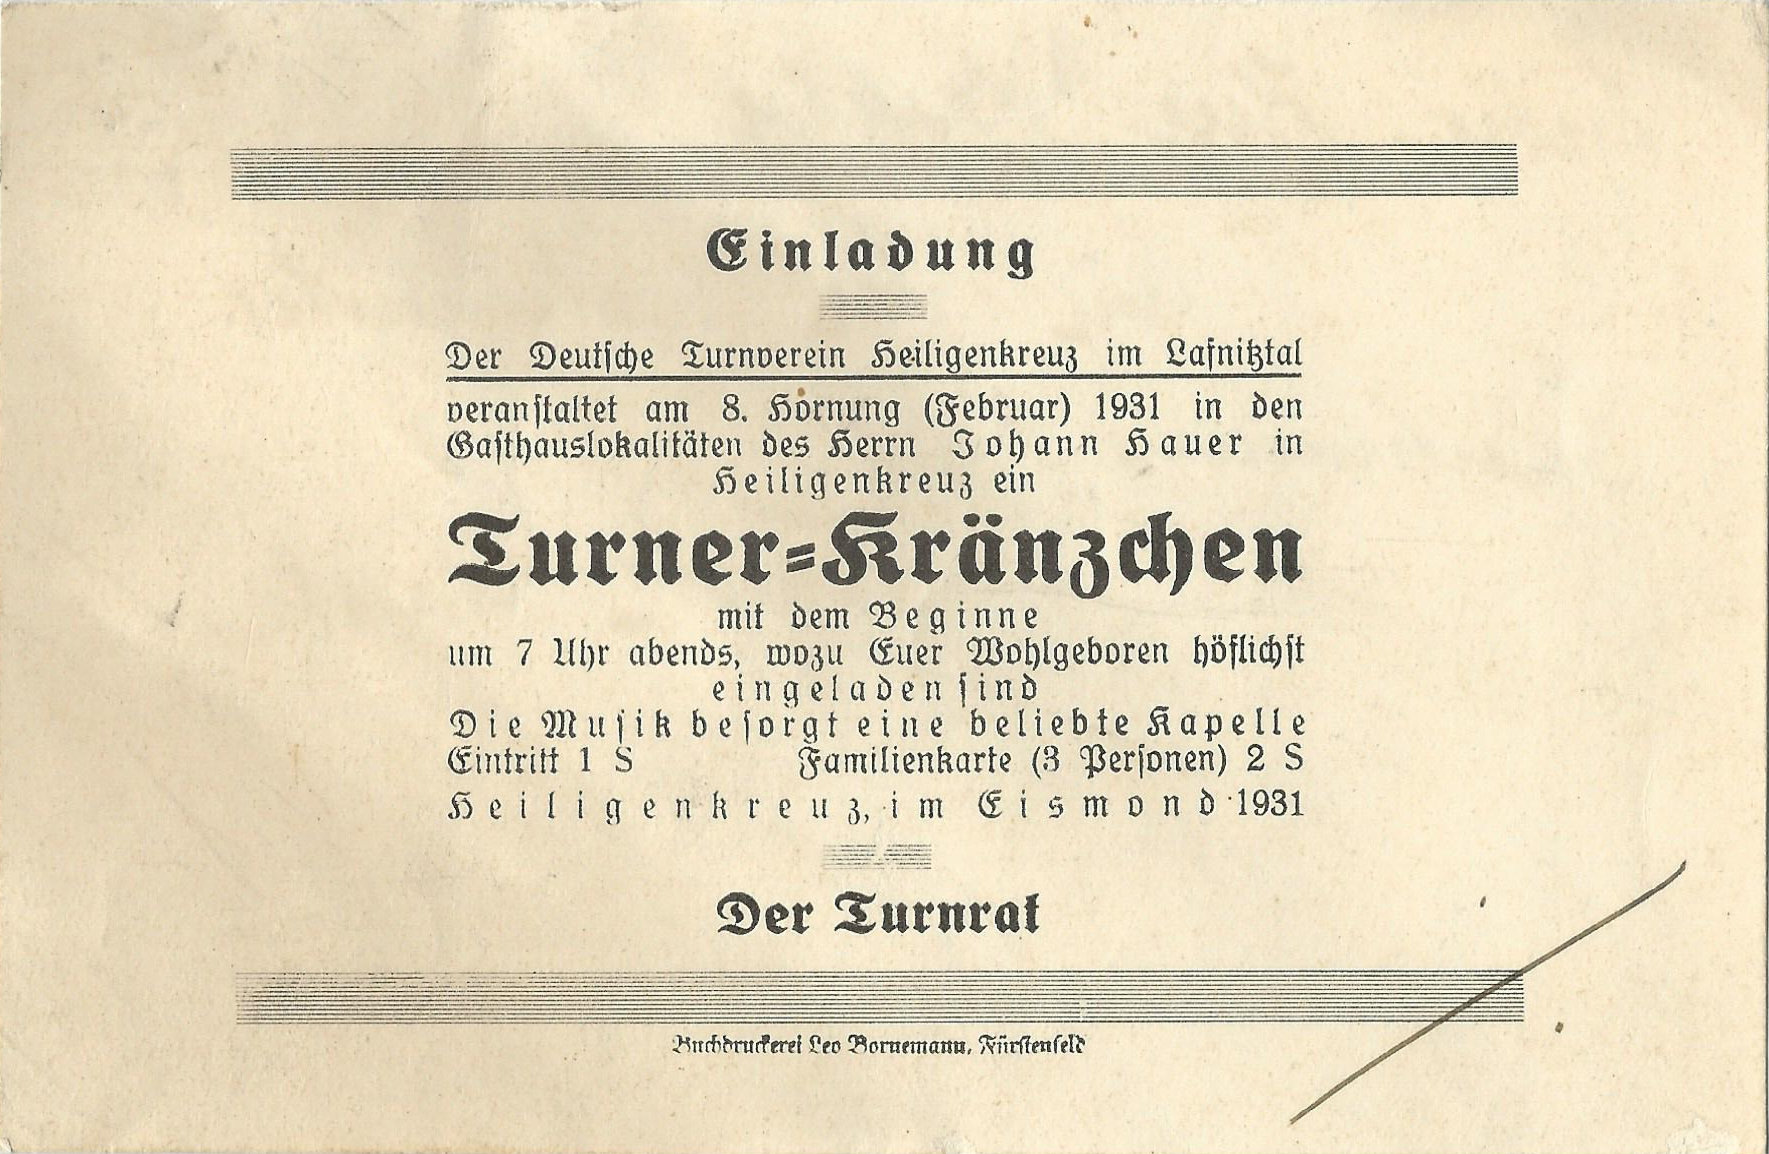 Einladung
Der Deutsche Turnverein Heiligenkreuz im Lafnitztal
veranstaltet am 8. Hornung (Februar) 1931 in den
Gasthauslokalitäten des Herrn Johann Hauer in
Heiligenkreuz ein
Turner=Kränzchen
mit dem Beginne
um 7 Uhr abends, wozu Euer Wohlgeboren höflichst
eingeladen sind
Die Musik besorgt eine beliebte Kapelle
Eintritt 1 S Familienkarte (3 Personen) 2 S
Heiligenkreuz, im Eismond 1931
Der Turnrat
Buchdruckerei Leo Bornemann, Fürstenfeld